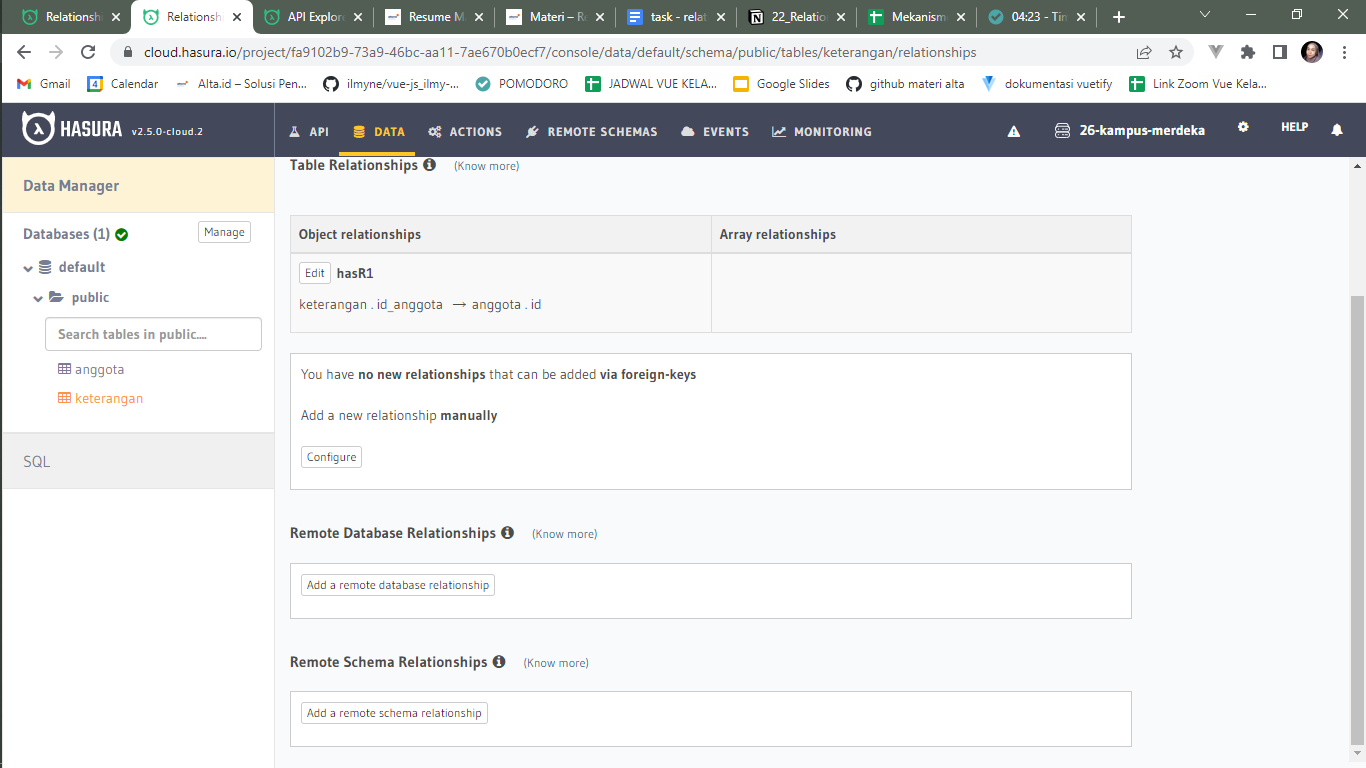 Relationsh
Relationsh
API Explor
Resume M
Materi – R
task - relat
22_Relatio
Mekanism
04:23 - Tim
cloud.hasura.io/project/fa9102b9-73a9-46bc-aa11-7ae670b0ecf7/console/data/default/schema/public/tables/keterangan/relationships
Gmail
Calendar
Alta.id – Solusi Pen...
ilmyne/vue-js_ilmy-...
POMODORO
JADWAL VUE KELA...
Google Slides
github materi alta
dokumentasi vuetify
Link Zoom Vue Kela...
HASURA v2.5.0-cloud.2
API
DATA
ACTIONS
REMOTE SCHEMAS
EVENTS
MONITORING
26-kampus-merdeka
HELP
Data Manager
Databases (1)
Manage
default
public
Search tables in public....
anggota
keterangan
SQL
Table Relationships (Know more)
Object relationships
Array relationships
Edit hasR1
keterangan . id_anggota → anggota . id
You have no new relationships that can be added via foreign-keys
Add a new relationship manually
Configure
Remote Database Relationships (Know more)
Add a remote database relationship
Remote Schema Relationships (Know more)
Add a remote schema relationship